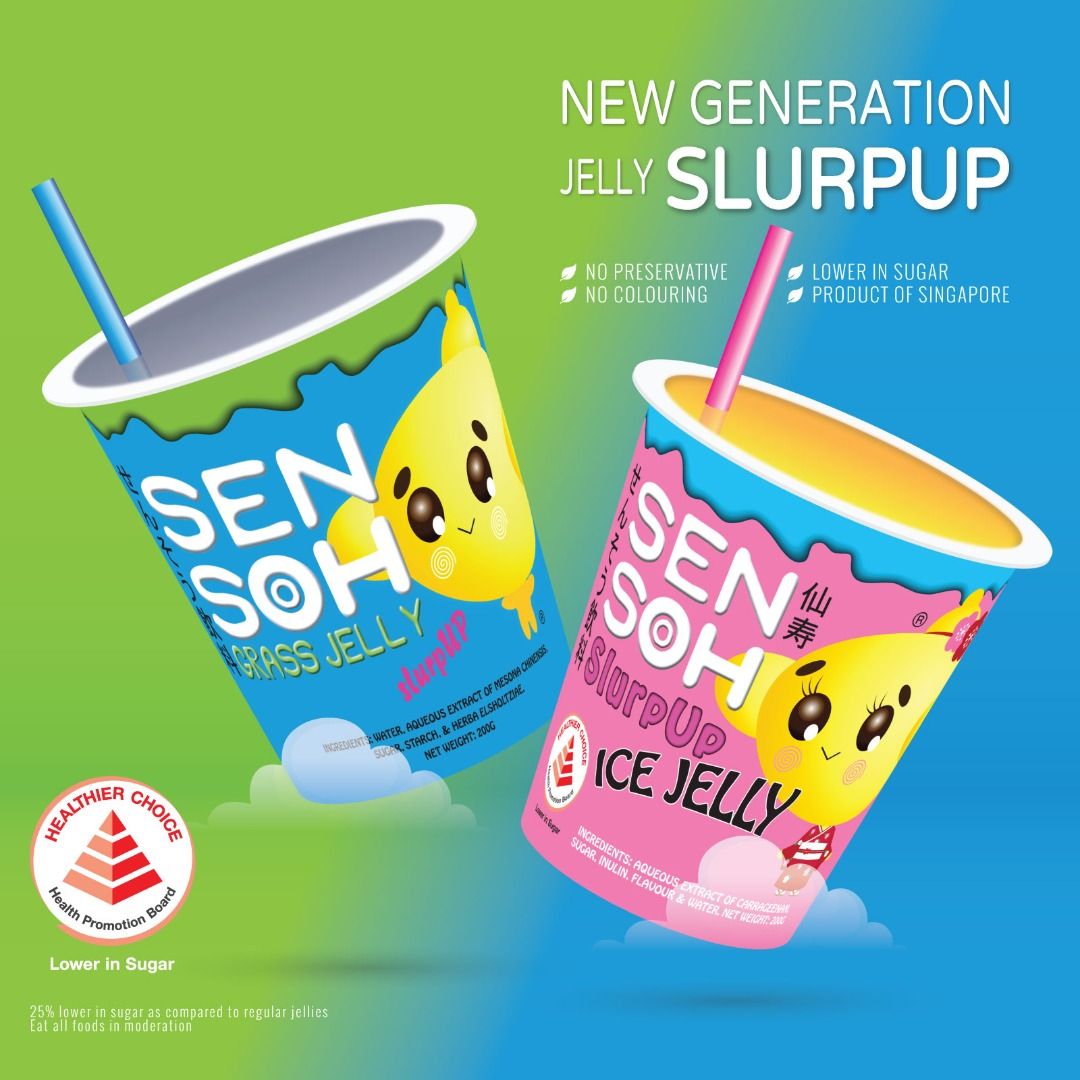 NEW GENERATION
JELLY SLURPUP
NO PRESERVATIVE
NO COLOURING
LOWER IN SUGAR
PRODUCT OF SINGAPORE
SEN
SOH
GRASS JELLY
slurpUP
®
INGREDIENTS: WATER, AQUEOUS EXTRACT OF MESONA CHINENSIS,
SUGAR, STARCH, & HERBA ELSHOLTZIAE.
NET WEIGHT: 200G
SEN
SOH
仙寿
®
SlurpUp
ICE JELLY
HEALTHIER CHOICE
Health Promotion Board
Lower in Sugar
INGREDIENTS: AQUEOUS EXTRACT OF CARRAGEENAN
SUGAR, INULIN, FLAVOUR & WATER. NET WEIGHT: 200G
HEALTHIER CHOICE
Health Promotion Board
Lower in Sugar
25% lower in sugar as compared to regular jellies
Eat all foods in moderation